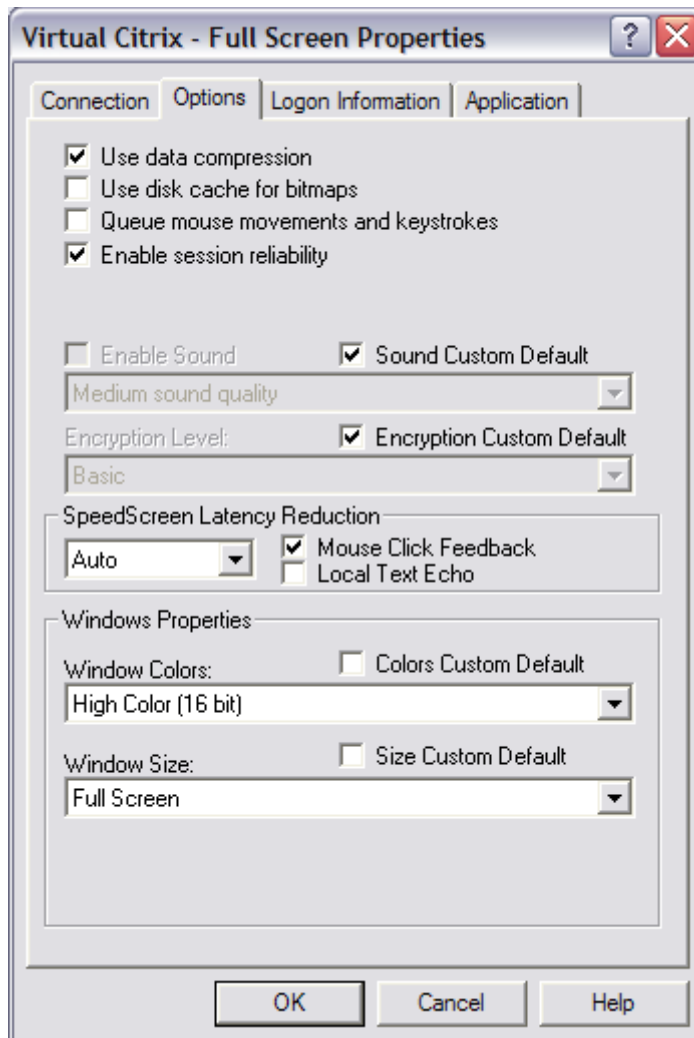 Virtual Citrix - Full Screen Properties ?
Connection Options Logon Information Application
Use data compression
Use disk cache for bitmaps
Queue mouse movements and keystrokes
Enable session reliability
Enable Sound Sound Custom Default
Medium sound quality
Encryption Level: Encryption Custom Default
Basic
SpeedScreen Latency Reduction
Auto Mouse Click Feedback
Local Text Echo
Windows Properties
Window Colors: Colors Custom Default
High Color (16 bit)
Window Size: Size Custom Default
Full Screen
OK Cancel Help